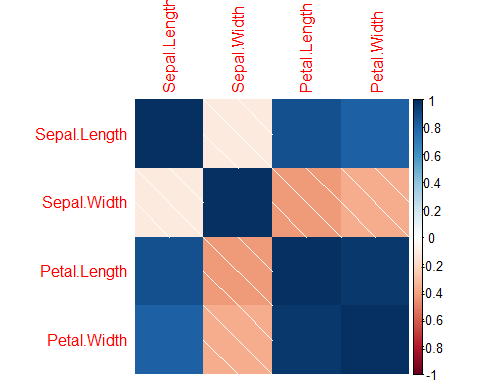 Sepal.Length
Sepal.Width
Petal.Length
Petal.Width
Sepal.Length
Sepal.Width
Petal.Length
Petal.Width
1
0.8
0.6
0.4
0.2
0
-0.2
-0.4
-0.6
-0.8
-1